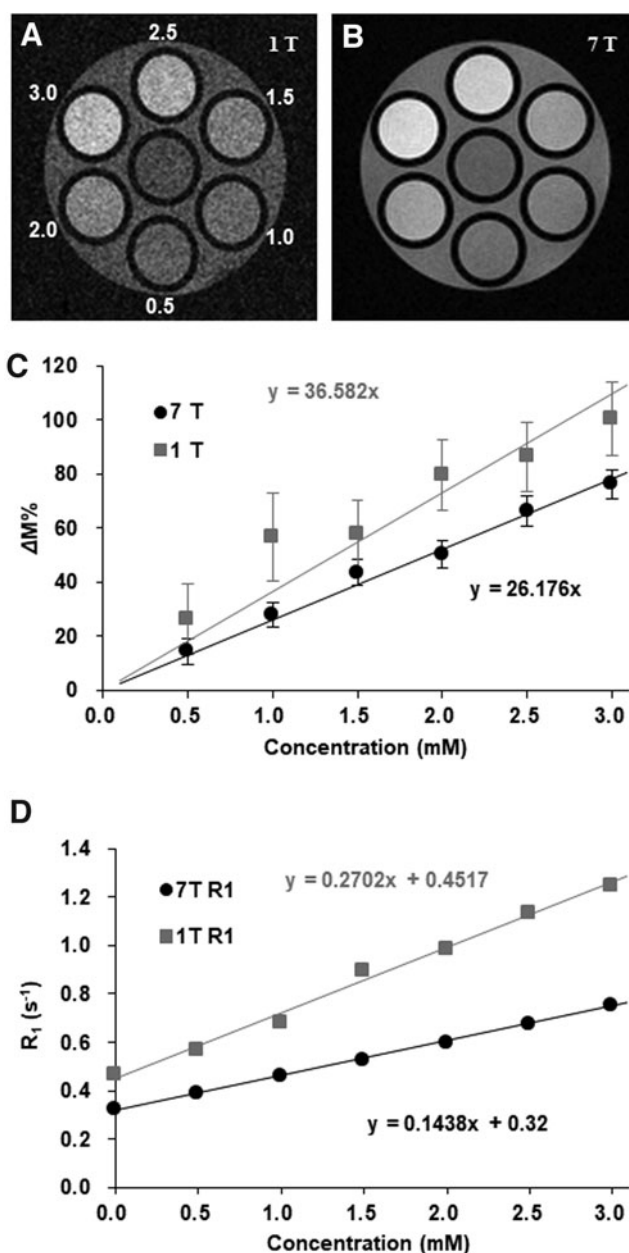 A
1 T
2.5
3.0
1.5
2.0
1.0
0.5
B
7 T
C
120
100
80
60
40
20
0
ΔM%
7 T
1 T
y = 36.582x
y = 26.176x
0.0 0.5 1.0 1.5 2.0 2.5 3.0
Concentration (mM)
D
1.4
1.2
1.0
0.8
0.6
0.4
0.2
0.0
R₁ (s⁻¹)
7T R1
1T R1
y = 0.2702x + 0.4517
y = 0.1438x + 0.32
0.0 0.5 1.0 1.5 2.0 2.5 3.0
Concentration (mM)